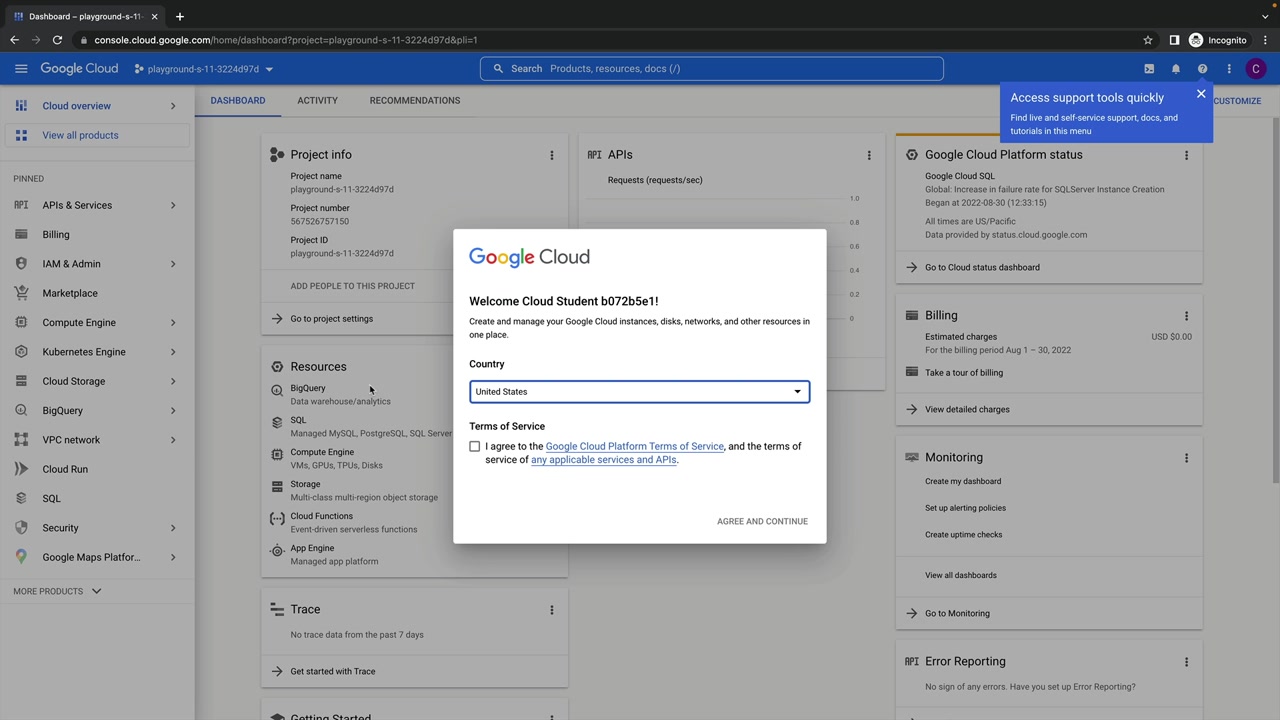 Dashboard – playground-s-11-
console.cloud.google.com/home/dashboard?project=playground-s-11-3224d97d&pli=1
Incognito
Google Cloud
playground-s-11-3224d97d
Search Products, resources, docs (/)
C
Cloud overview
View all products
PINNED
API APIs & Services
Billing
IAM & Admin
Marketplace
Compute Engine
Kubernetes Engine
Cloud Storage
BigQuery
VPC network
Cloud Run
SQL
Security
Google Maps Platfor...
MORE PRODUCTS
DASHBOARD
ACTIVITY
RECOMMENDATIONS
CUSTOMIZE
Access support tools quickly
Find live and self-service support, docs, and
tutorials in this menu
Project info
Project name
playground-s-11-3224d97d
Project number
567526757150
Project ID
playground-s-11-3224d97d
ADD PEOPLE TO THIS PROJECT
Go to project settings
Resources
BigQuery
Data warehouse/analytics
SQL
Managed MySQL, PostgreSQL, SQL Server
Compute Engine
VMs, GPUs, TPUs, Disks
Storage
Multi-class multi-region object storage
Cloud Functions
Event-driven serverless functions
App Engine
Managed app platform
Trace
No trace data from the past 7 days
Get started with Trace
Getting Started
API APIs
Requests (requests/sec)
1.0
0.8
0.6
0.4
0.2
0
Google Cloud
Welcome Cloud Student b072b5e1!
Create and manage your Google Cloud instances, disks, networks, and other resources in
one place.
Country
United States
Terms of Service
I agree to the Google Cloud Platform Terms of Service, and the terms
of service of any applicable services and APIs.
AGREE AND CONTINUE
Google Cloud Platform status
Google Cloud SQL
Global: Increase in failure rate for SQLServer Instance Creation
Began at 2022-08-30 (12:33:15)
All times are US/Pacific
Data provided by status.cloud.google.com
Go to Cloud status dashboard
Billing
Estimated charges
USD $0.00
For the billing period Aug 1 – 30, 2022
Take a tour of billing
View detailed charges
Monitoring
Create my dashboard
Set up alerting policies
Create uptime checks
View all dashboards
Go to Monitoring
API Error Reporting
No sign of any errors. Have you set up Error Reporting?